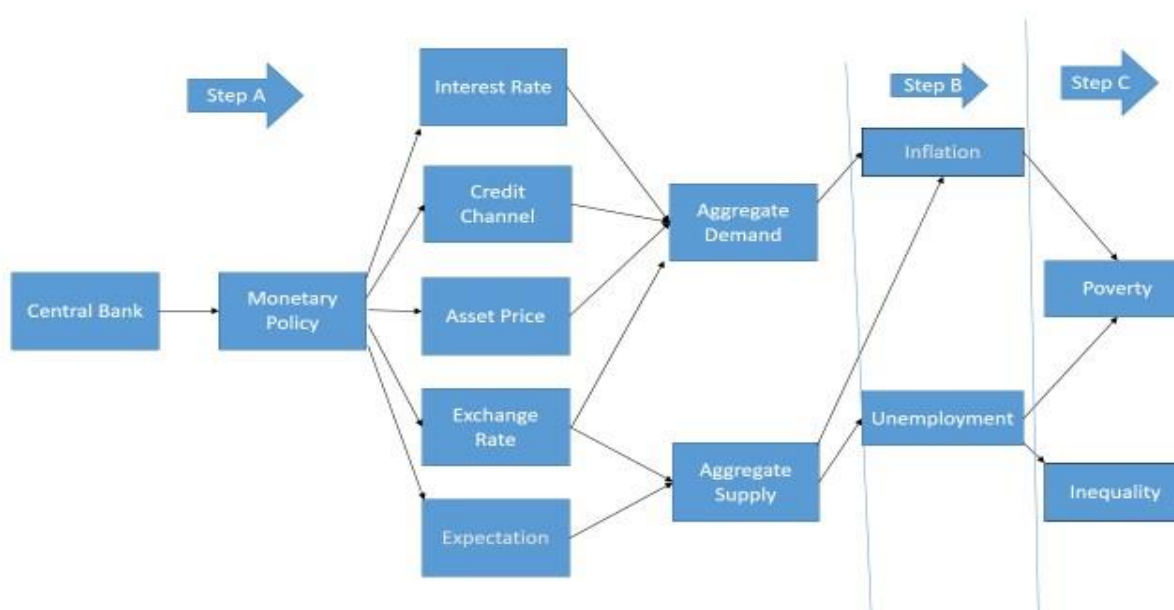 Step A
Step B
Step C
Interest Rate
Credit
Channel
Asset Price
Exchange
Rate
Expectation
Central Bank
Monetary
Policy
Aggregate
Demand
Aggregate
Supply
Inflation
Unemployment
Poverty
Inequality